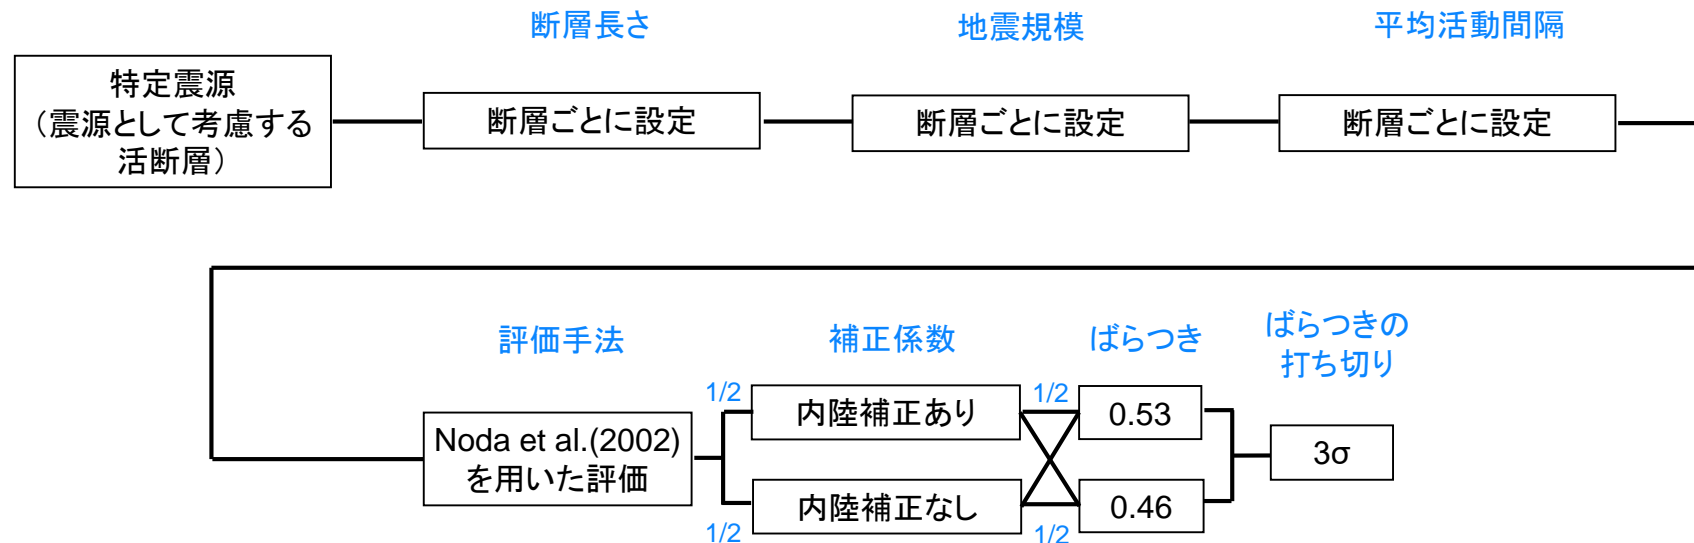 断層長さ
地震規模
平均活動間隔
特定震源
（震源として考慮する
活断層）
断層ごとに設定
断層ごとに設定
断層ごとに設定
評価手法
補正係数
ばらつき
ばらつきの
打ち切り
Noda et al.(2002)
を用いた評価
1/2
内陸補正あり
1/2
0.53
3σ
1/2
内陸補正なし
1/2
0.46